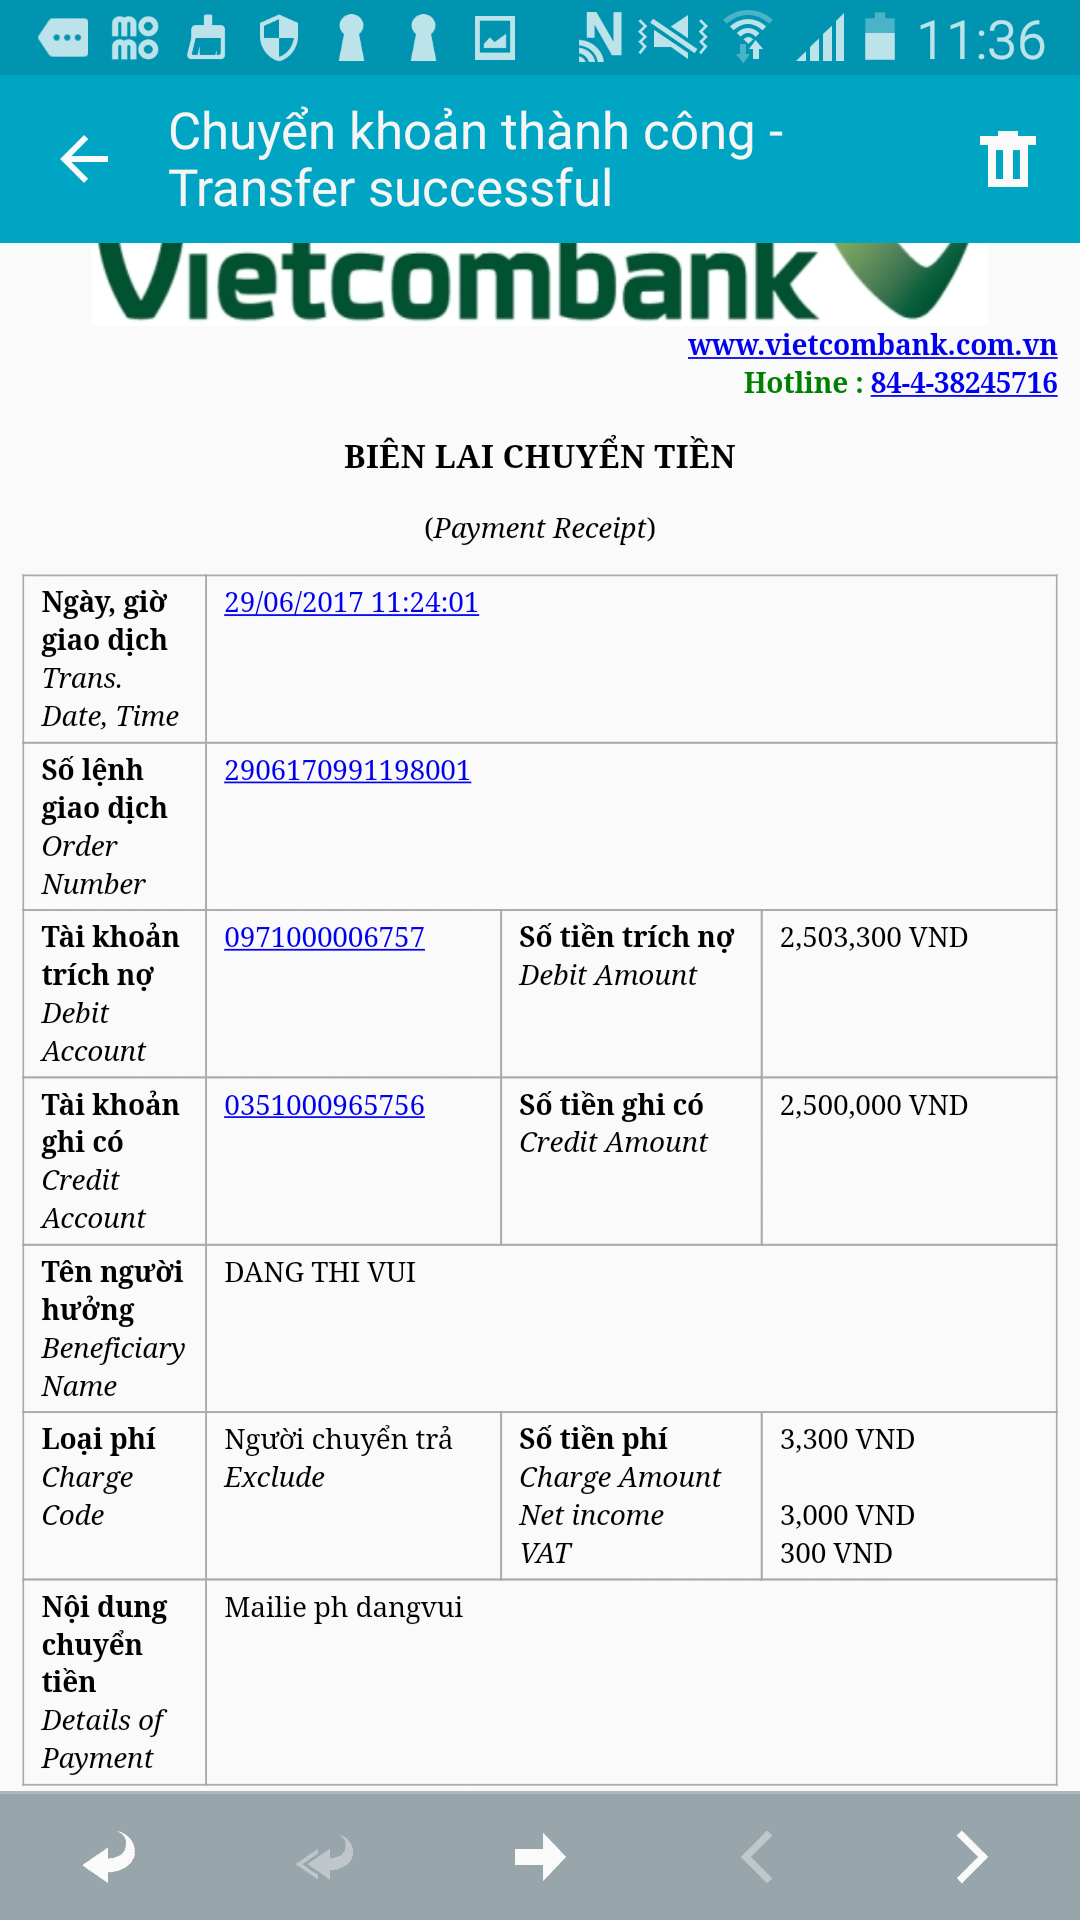 mo
mo
N
11:36
Chuyển khoản thành công -
Transfer successful
Vietcombank
www.vietcombank.com.vn
Hotline : 84-4-38245716
BIÊN LAI CHUYỂN TIỀN
(Payment Receipt)
Ngày, giờ
giao dịch
Trans.
Date, Time
29/06/2017 11:24:01
Số lệnh
giao dịch
Order
Number
2906170991198001
Tài khoản
trích nợ
Debit
Account
0971000006757
Số tiền trích nợ
Debit Amount
2,503,300 VND
Tài khoản
ghi có
Credit
Account
0351000965756
Số tiền ghi có
Credit Amount
2,500,000 VND
Tên người
hưởng
Beneficiary
Name
DANG THI VUI
Loại phí
Charge
Code
Người chuyển trả
Exclude
Số tiền phí
Charge Amount
Net income
VAT
3,300 VND
3,000 VND
300 VND
Nội dung
chuyển
tiền
Details of
Payment
Mailie ph dangvui